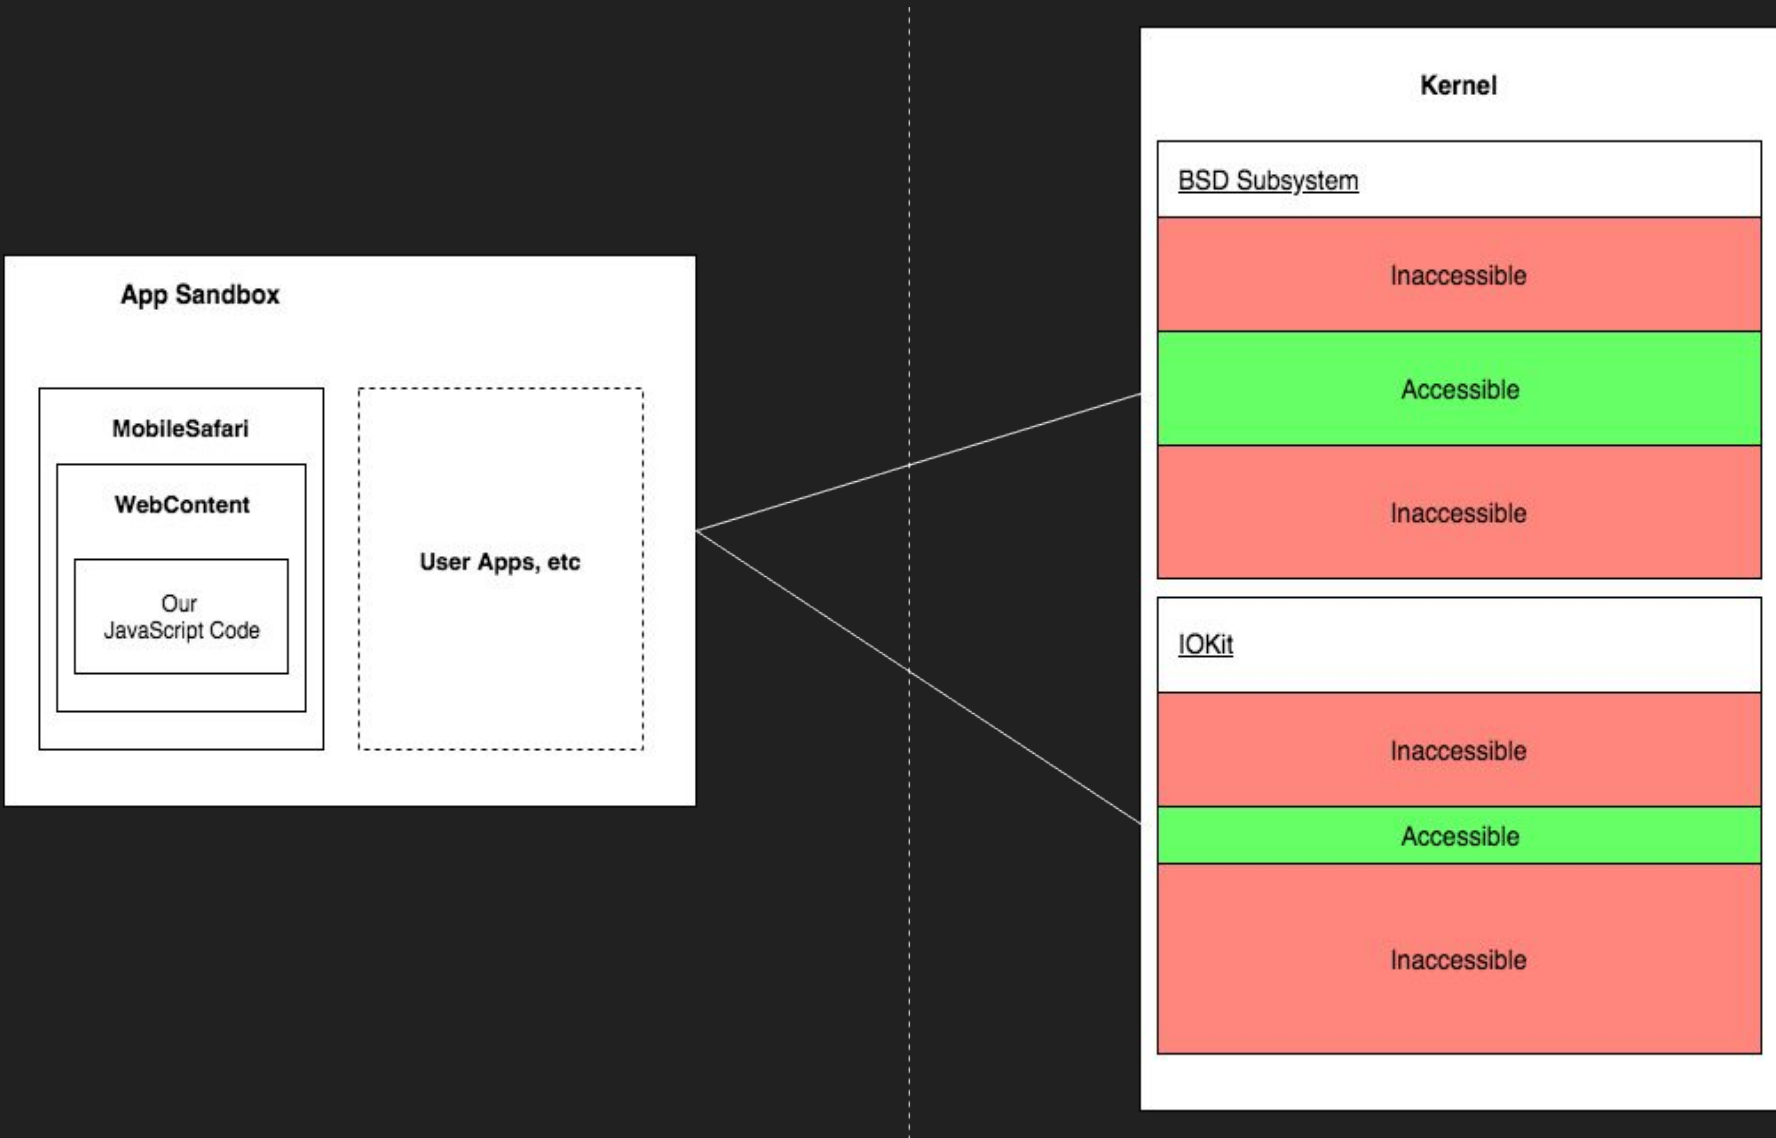 App Sandbox
MobileSafari
WebContent
Our
JavaScript Code
User Apps, etc
Kernel
BSD Subsystem
Inaccessible
Accessible
Inaccessible
IOKit
Inaccessible
Accessible
Inaccessible